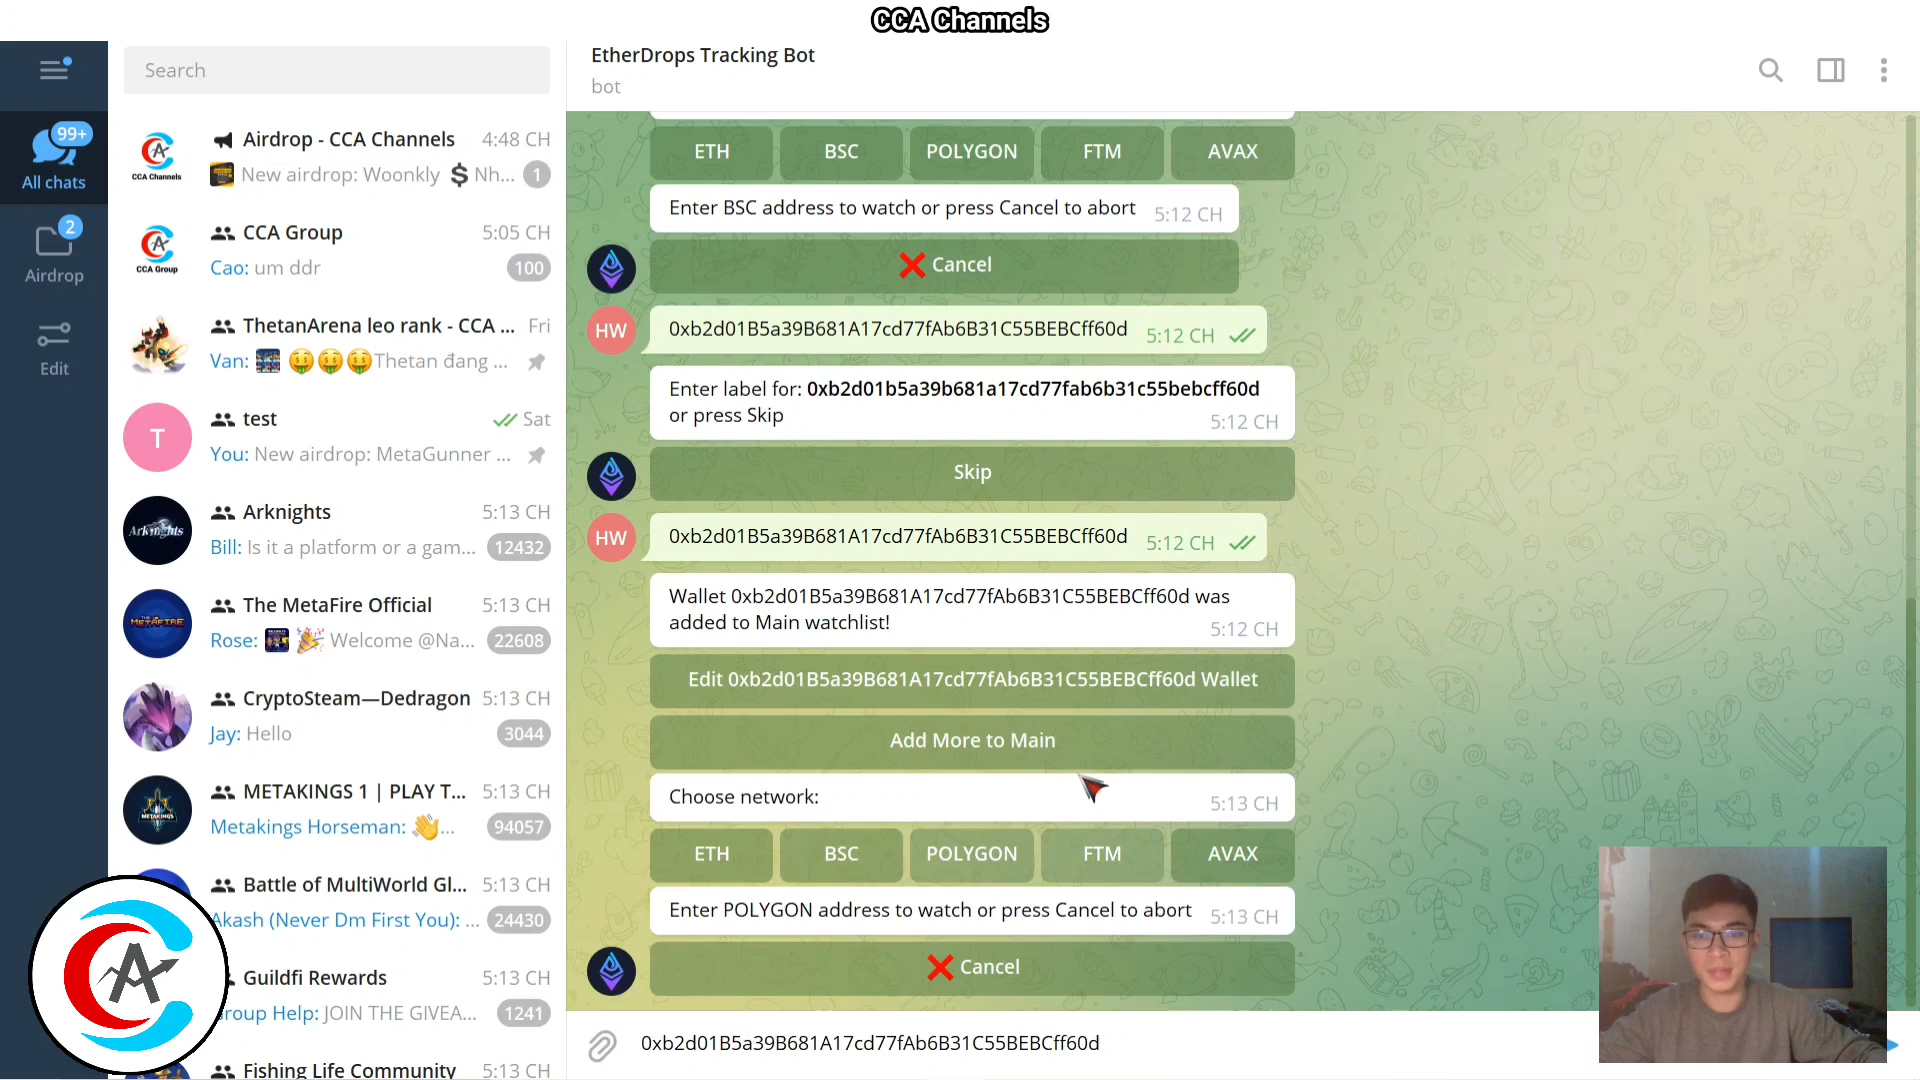 CCA Channels
Search
99+
All chats
2
Airdrop
Edit
CCA Channels
Airdrop - CCA Channels 4:48 CH
New airdrop: Woonkly $ Nh... 1
CCA Group
CCA Group 5:05 CH
Cao: um ddr 100
ThetanArena leo rank - CCA ... Fri
Van: Thetan đang ...
T
test Sat
You: New airdrop: MetaGunner ...
Arknights
Arknights 5:13 CH
Bill: Is it a platform or a gam... 12432
THE METAFIRE
The MetaFire Official 5:13 CH
Rose: Welcome @Na... 22608
CryptoSteam—Dedragon 5:13 CH
Jay: Hello 3044
METAKINGS
METAKINGS 1 | PLAY T... 5:13 CH
Metakings Horseman: ... 94057
Battle of MultiWorld Gl... 5:13 CH
Akash (Never Dm First You): ... 24430
Guildfi Rewards 5:13 CH
Group Help: JOIN THE GIVEA... 1241
Fishing Life Community 5:13 CH
EtherDrops Tracking Bot
bot
ETH BSC POLYGON FTM AVAX
Enter BSC address to watch or press Cancel to abort 5:12 CH
❌ Cancel
HW
0xb2d01B5a39B681A17cd77fAb6B31C55BEBCff60d 5:12 CH
Enter label for: 0xb2d01b5a39b681a17cd77fab6b31c55bebcff60d
or press Skip 5:12 CH
Skip
HW
0xb2d01B5a39B681A17cd77fAb6B31C55BEBCff60d 5:12 CH
Wallet 0xb2d01B5a39B681A17cd77fAb6B31C55BEBCff60d was
added to Main watchlist! 5:12 CH
Edit 0xb2d01B5a39B681A17cd77fAb6B31C55BEBCff60d Wallet
Add More to Main
Choose network: 5:13 CH
ETH BSC POLYGON FTM AVAX
Enter POLYGON address to watch or press Cancel to abort 5:13 CH
❌ Cancel
0xb2d01B5a39B681A17cd77fAb6B31C55BEBCff60d